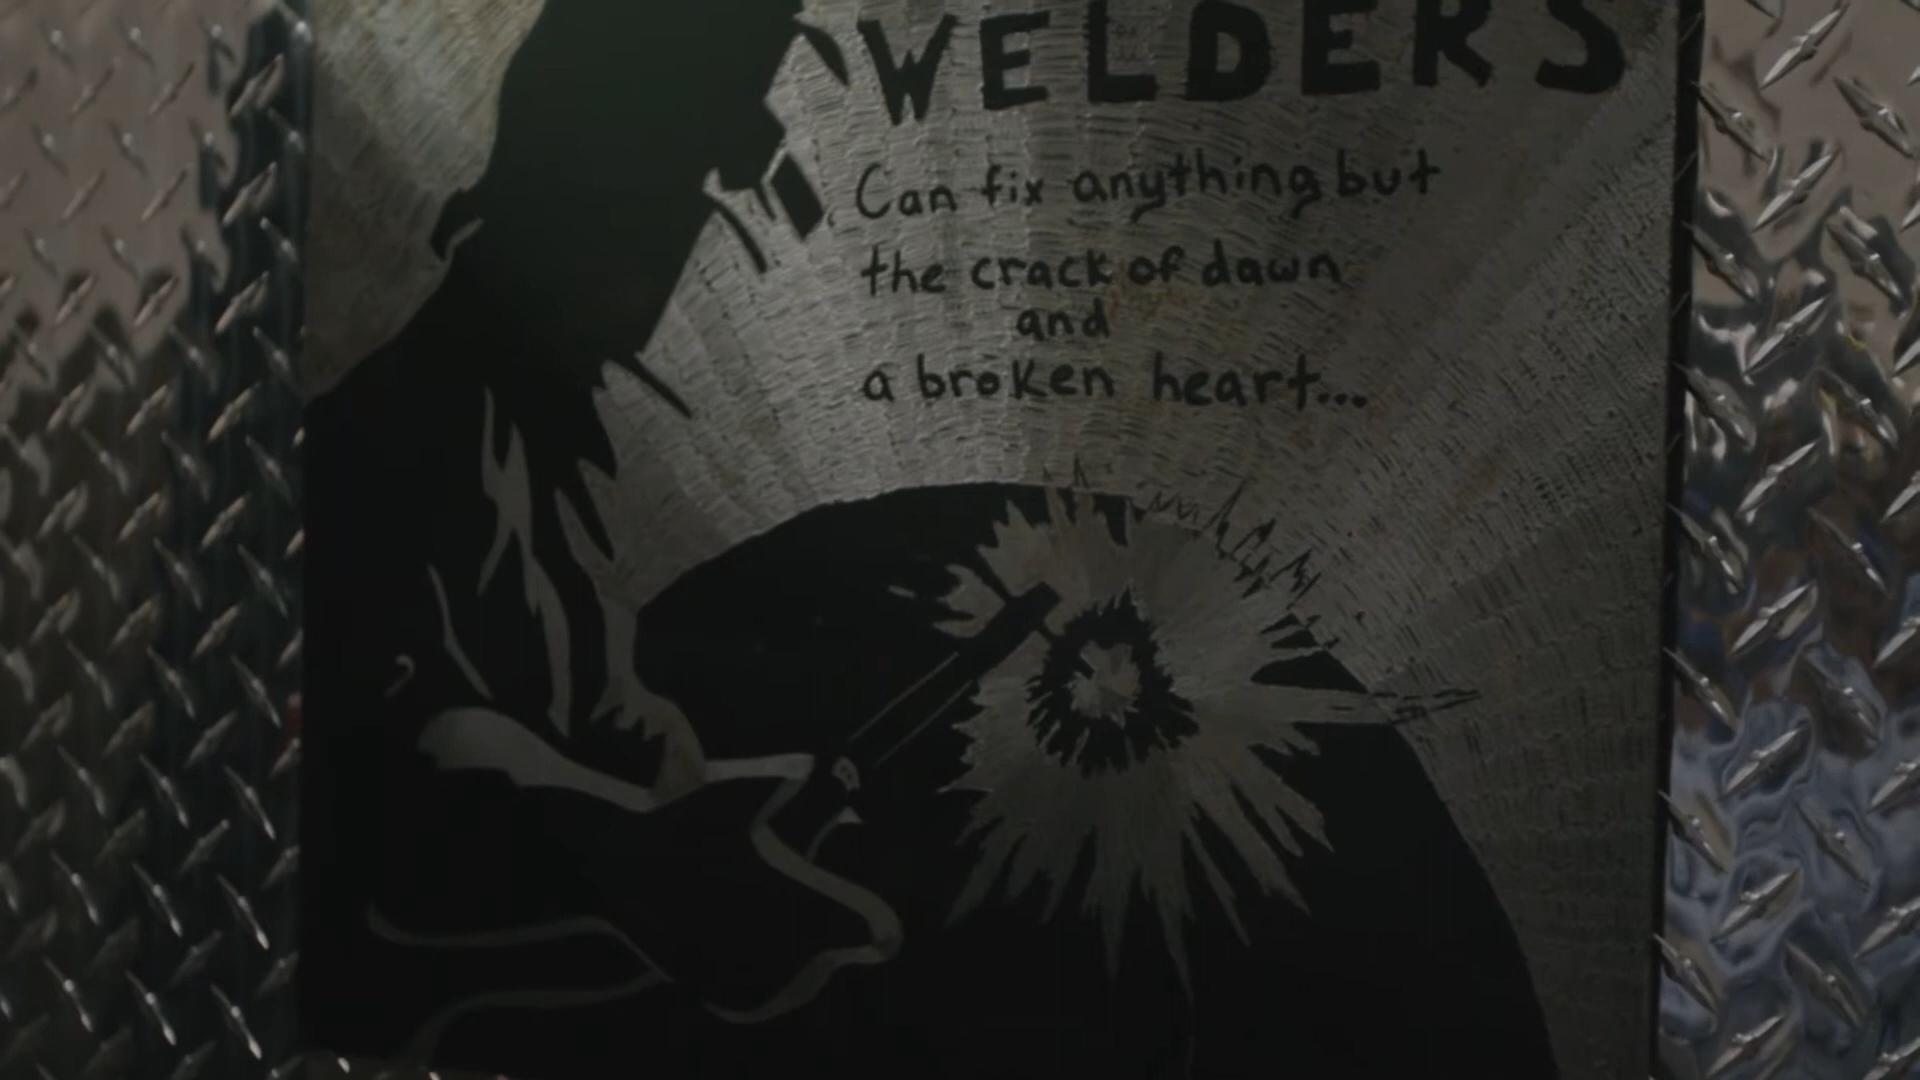 WELDERS
Can fix anything but
the crack of dawn
and
a broken heart...